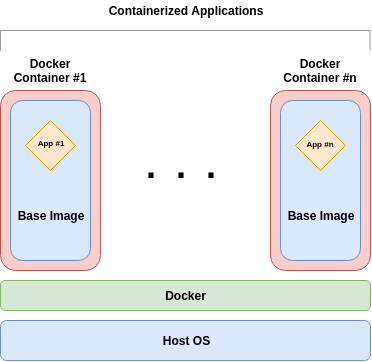 Containerized Applications
Docker
Container #1
Docker
Container #n
App #1
App #n
Base Image
Base Image
. . .
Docker
Host OS